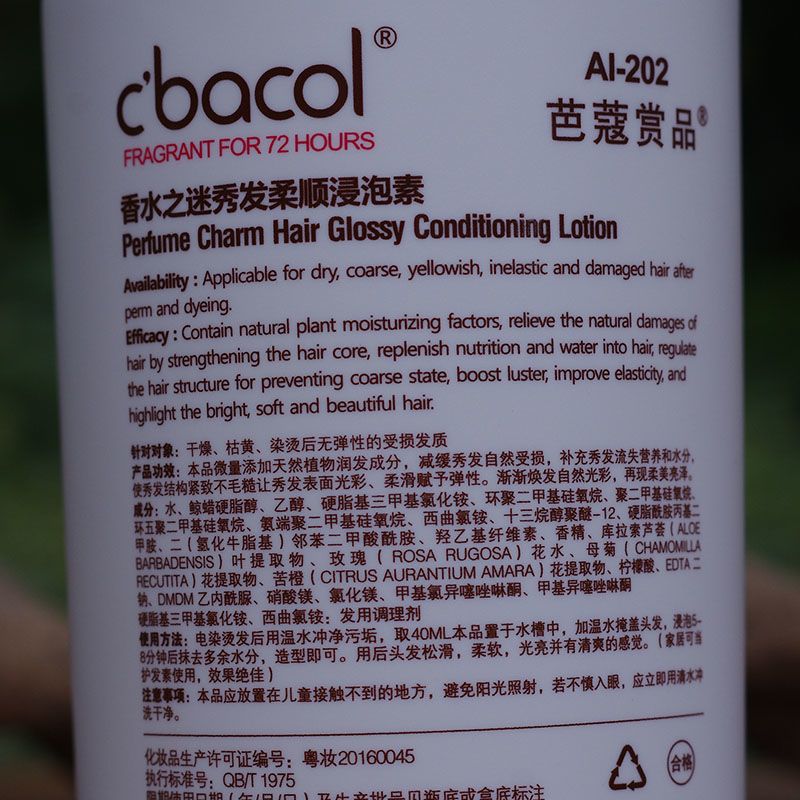 c'bacol®
FRAGRANT FOR 72 HOURS
AI-202
芭蔻赏品®
香水之迷秀发柔顺浸泡素
Perfume Charm Hair Glossy Conditioning Lotion
Availability : Applicable for dry, coarse, yellowish, inelastic and damaged hair after
perm and dyeing.
Efficacy : Contain natural plant moisturizing factors, relieve the natural damages of
hair by strengthening the hair core, replenish nutrition and water into hair, regulate
the hair structure for preventing coarse state, boost luster, improve elasticity, and
highlight the bright, soft and beautiful hair.
针对对象：干燥、枯黄、染烫后无弹性的受损发质
产品功效：本品微量添加天然植物润发成分，减缓秀发自然受损，补充秀发流失营养和水分，
使秀发结构紧致不毛糙让秀发表面光彩、柔滑赋予弹性。渐渐焕发自然光彩，再现柔美亮泽。
成分：水、鲸蜡硬脂醇、乙醇、硬脂基三甲基氯化铵、环聚二甲基硅氧烷、聚二甲基硅氧烷、
环五聚二甲基硅氧烷、氨端聚二甲基硅氧烷、西曲氯铵、十三烷醇聚醚-12、硬脂酰胺丙基二
甲胺、二（氢化牛脂基）邻苯二甲酸酰胺、羟乙基纤维素、香精、库拉索芦荟（ALOE
BARBADENSIS）叶提取物、玫瑰（ROSA RUGOSA）花水、母菊（CHAMOMILLA
RECUTITA）花提取物、苦橙（CITRUS AURANTIUM AMARA）花提取物、柠檬酸、EDTA 二
钠、DMDM 乙内酰脲、硝酸镁、氯化镁、甲基氯异噻唑啉酮、甲基异噻唑啉酮
硬脂基三甲基氯化铵、西曲氯铵：发用调理剂
使用方法：电染烫发后用温水冲净污垢，取40ML本品置于水槽中，加温水掩盖头发，浸泡5-
8分钟后抹去多余水分，造型即可。用后头发松滑，柔软，光亮并有清爽的感觉。（家居可当
护发素使用，效果绝佳）
注意事项：本品应放置在儿童接触不到的地方，避免阳光照射，若不慎入眼，应立即用清水冲
洗干净。
化妆品生产许可证编号：粤妆20160045
执行标准号：QB/T 1975
限期使用日期（年/月/日）及生产批号见瓶底或盒底标注
合格